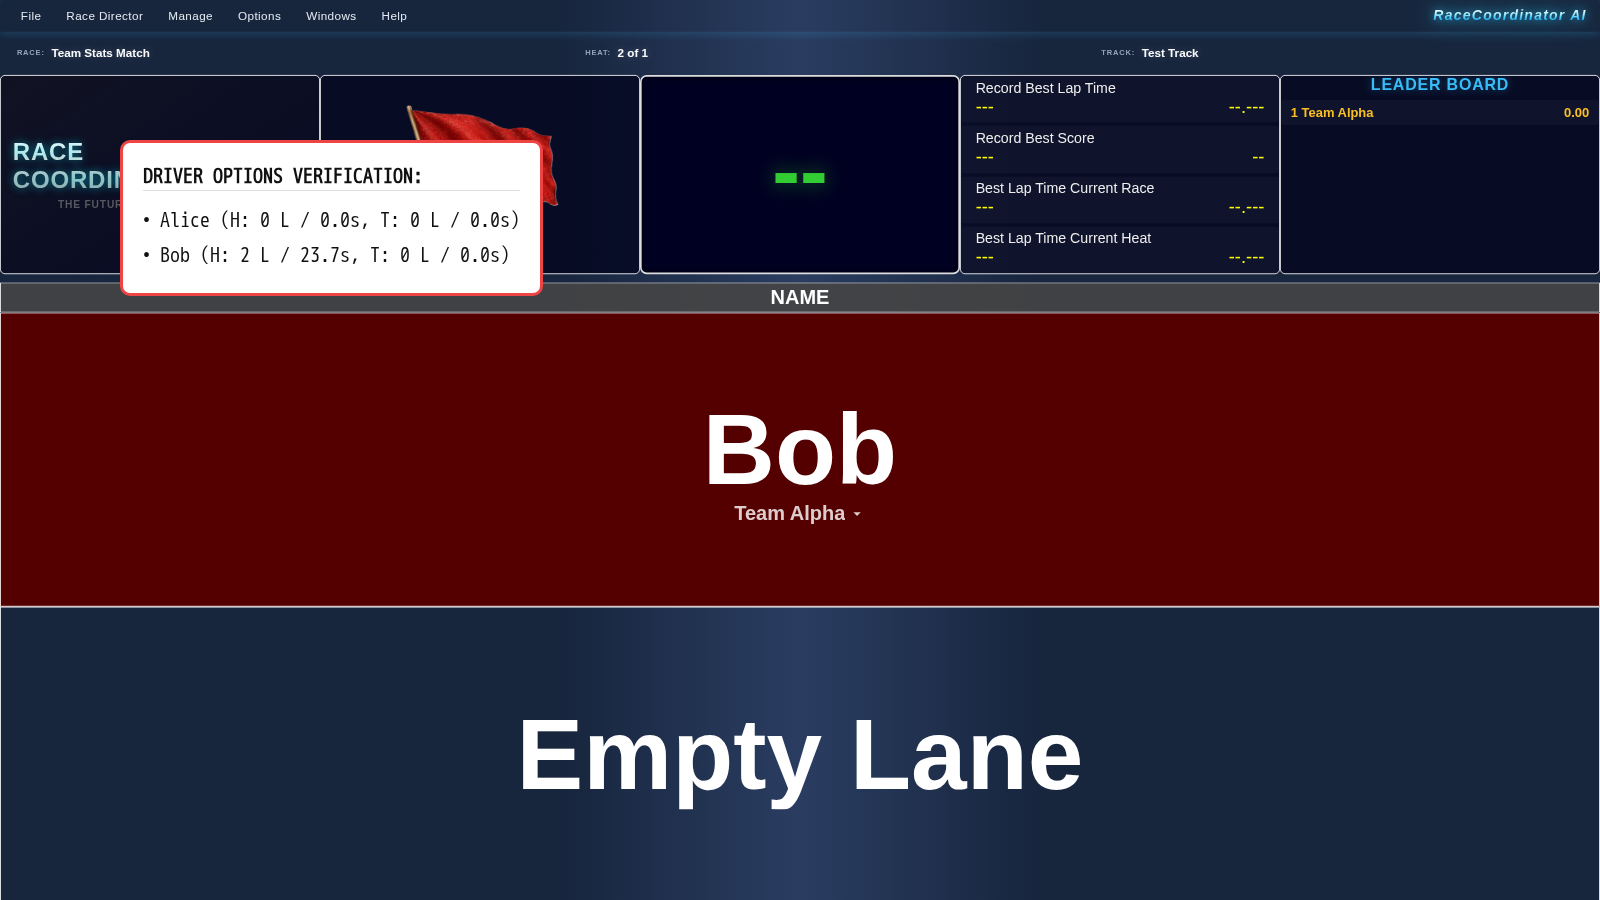 File Race Director Manage Options Windows Help RaceCoordinator AI
RACE: Team Stats Match HEAT: 2 of 1 TRACK: Test Track
RACE
COORDIN
THE FUTUR
DRIVER OPTIONS VERIFICATION:
• Alice (H: 0 L / 0.0s, T: 0 L / 0.0s)
• Bob (H: 2 L / 23.7s, T: 0 L / 0.0s)
--
Record Best Lap Time
--- --.---
Record Best Score
--- --
Best Lap Time Current Race
--- --.---
Best Lap Time Current Heat
--- --.---
LEADER BOARD
1 Team Alpha 0.00
NAME
Bob
Team Alpha
Empty Lane